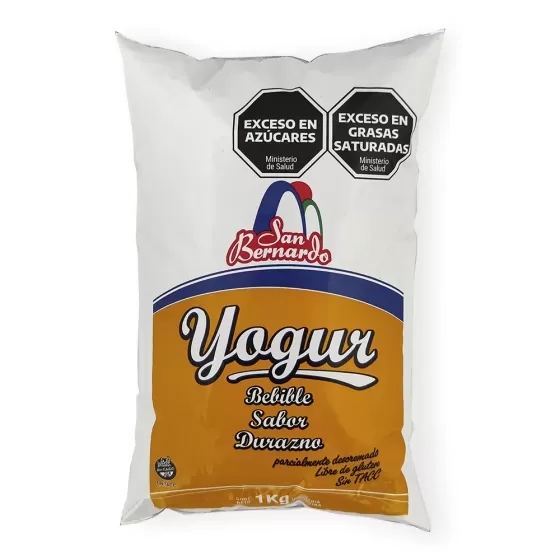 EXCESO EN
AZÚCARES
Ministerio
de Salud
EXCESO EN
GRASAS
SATURADAS
Ministerio
de Salud
San
Bernardo
Yogur
Bebible
Sabor
Durazno
parcialmente descremado
Libre de gluten
Sin TACC
1Kg